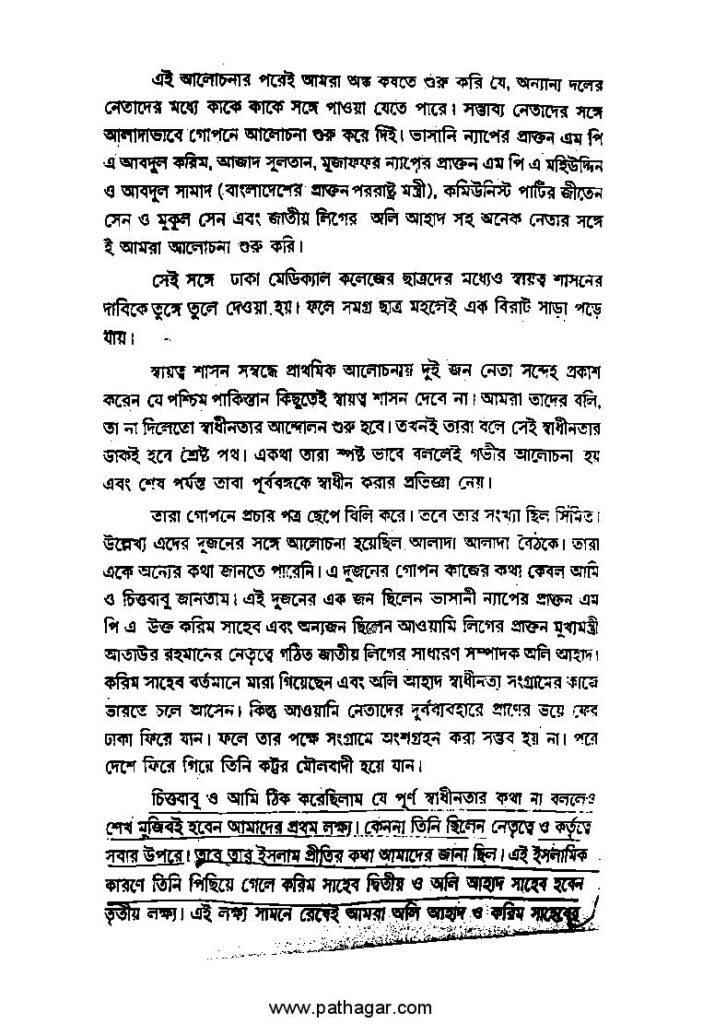 এই আলোচনার পরেই আমরা অঙ্ক কষতে শুরু করি যে, অন্যান্য দলের
নেতাদের মধ্যে কাকে কাকে সঙ্গে পাওয়া যেতে পারে। সম্ভাব্য নেতাদের সঙ্গে
আলাদাভাবে গোপনে আলোচনা শুরু করে দিই। ভাসানি ন্যাপের প্রাক্তন এম পি
এ আবদুল করিম, আজাদ সুলতান, মুজাফফর ন্যাপের প্রাক্তন এম পি এ মহিউদ্দিন
ও আবদুল সামাদ (বাংলাদেশের প্রাক্তন পররাষ্ট্র মন্ত্রী), কমিউনিস্ট পার্টির জীতেন
সেন ও মুকুল সেন এবং জাতীয় লিগের অলি আহাদ সহ অনেক নেতার সঙ্গে
ই আমরা আলোচনা শুরু করি।
সেই সঙ্গে ঢাকা মেডিক্যাল কলেজের ছাত্রদের মধ্যেও স্বায়ত্ব শাসনের
দাবিকে তুঙ্গে তুলে দেওয়া হয়। ফলে সমগ্র ছাত্র মহলেই এক বিরাট সাড়া পড়ে
যায়।
স্বায়ত্ব শাসন সম্বন্ধে প্রাথমিক আলোচনায় দুই জন নেতা সন্দেহ প্রকাশ
করেন যে পশ্চিম পাকিস্তান কিছুতেই স্বায়ত্ব শাসন দেবে না। আমরা তাদের বলি,
তা না দিলেতো স্বাধীনতার আন্দোলন শুরু হবে। তখনই তারা বলে সেই স্বাধীনতার
ডাকই হবে শ্রেষ্ট পথ। একথা তারা স্পষ্ট ভাবে বললেই গভীর আলোচনা হয়
এবং শেষ পর্যন্ত তাবা পূর্ববঙ্গকে স্বাধীন করার প্রতিজ্ঞা নেয়।
তারা গোপনে প্রচার পত্র ছেপে বিলি করে। তবে তার সংখ্যা ছিল সিমিত।
উল্লেখ্য এদের দুজনের সঙ্গে আলোচনা হয়েছিল আলাদা আলাদা বৈঠকে। তারা
একে অন্যের কথা জানতে পারেনি। এ দুজনের গোপন কাজের কথা কেবল আমি
ও চিত্তবাবু জানতাম। এই দুজনের এক জন ছিলেন ভাসানী ন্যাপের প্রাক্তন এম
পি এ উক্ত করিম সাহেব এবং অন্যজন ছিলেন আওয়ামি লিগের প্রাক্তন মুখ্যমন্ত্রী
আতাউর রহমানের নেতৃত্বে গঠিত জাতীয় লিগের সাধারণ সম্পাদক অলি আহাদ।
করিম সাহেব বর্তমানে মারা গিয়েছেন এবং অলি আহাদ স্বাধীনতা সংগ্রামের কাজে
ভারতে চলে আসেন। কিন্তু আওয়ামি নেতাদের দুর্ব্যবহারে প্রাণের ভয়ে ফের
ঢাকা ফিরে যান। ফলে তার পক্ষে সংগ্রামে অংশগ্রহন করা সম্ভব হয় না। পরে
দেশে ফিরে গিয়ে তিনি কট্টর মৌলবাদী হয়ে যান।
চিত্তবাবু ও আমি ঠিক করেছিলাম যে পূর্ণ স্বাধীনতার কথা না বললেও
শেখ মুজিবই হবেন আমাদের প্রথম লক্ষ্য। কেননা তিনি ছিলেন নেতৃত্বে ও কর্তৃত্বে
সবার উপরে। তবে তার ইসলাম প্রীতির কথা আমাদের জানা ছিল। এই ইসলামিক
কারণে তিনি পিছিয়ে গেলে করিম সাহেব দ্বিতীয় ও অলি আহাদ সাহেব হবেন
তৃতীয় লক্ষ্য। এই লক্ষ্য সামনে রেখেই আমরা অলি আহাদ ও করিম সাহেবের
www.pathagar.com